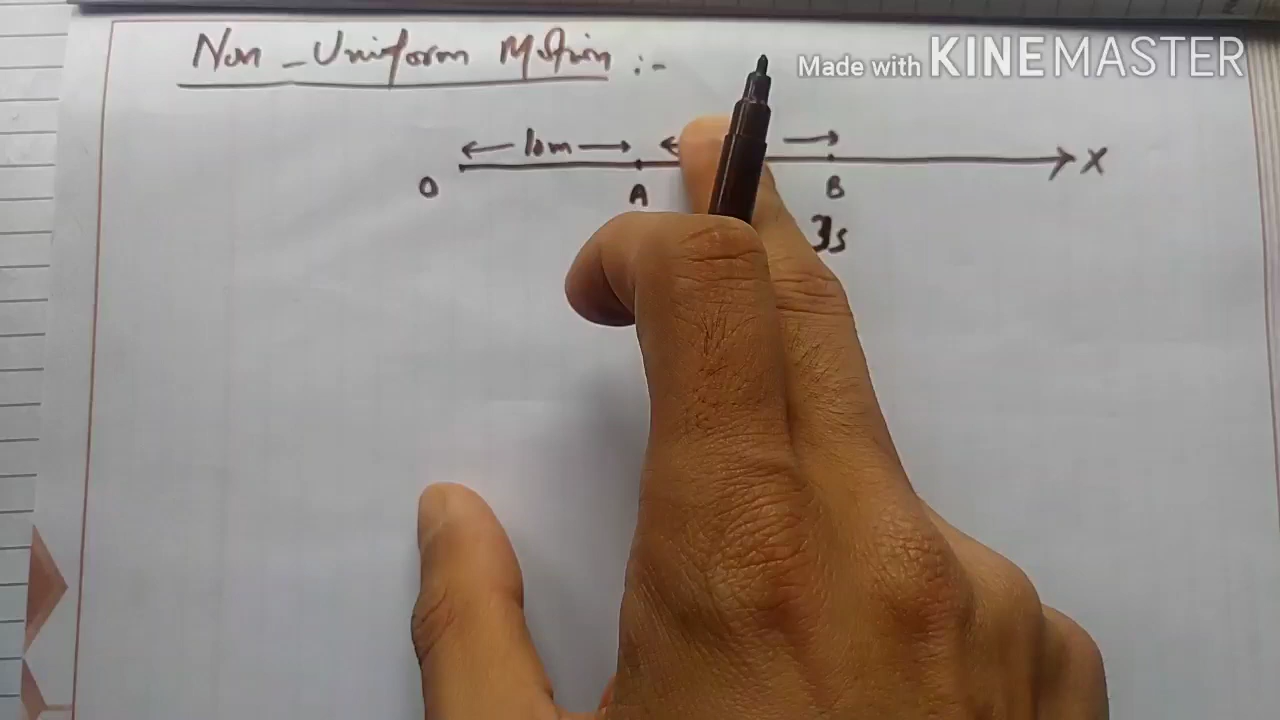 Non - Uniform Motion :-
Made with KINEMASTER
10m
X
O
A
B
3s